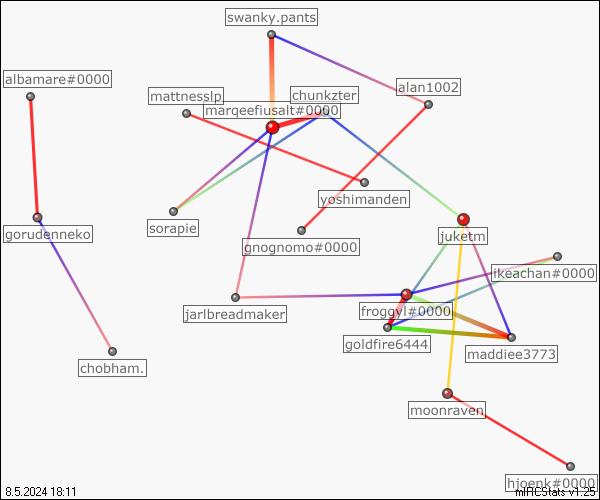 swanky.pants
albamare#0000
alan1002
mattnesslp
chunkzter
marqeefiusalt#0000
yoshimanden
sorapie
gorudenneko
gnognomo#0000
juketm
ikeachan#0000
jarlbreadmaker
froggyl#0000
goldfire6444
maddiee3773
chobham.
moonraven
hjoenk#0000
8.5.2024 18:11
mIRCStats v1.25